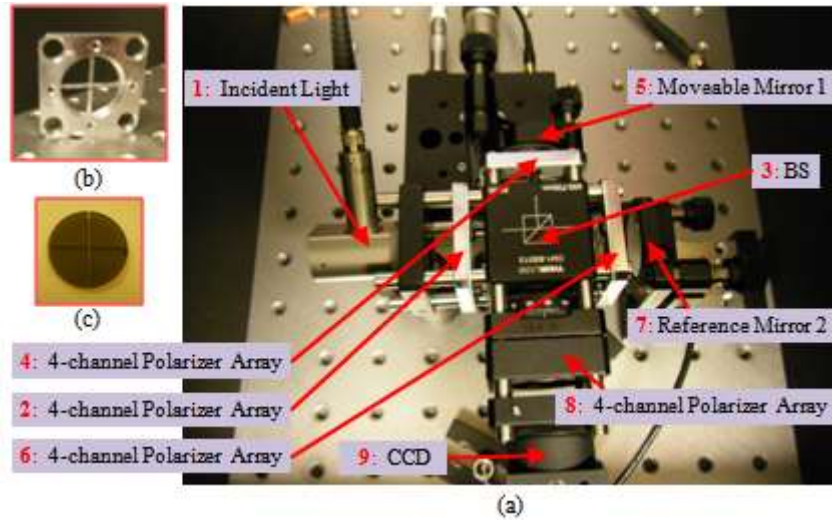 1: Incident Light
5: Moveable Mirror 1
3: BS
(b)
(c)
7: Reference Mirror 2
4: 4-channel Polarizer Array
2: 4-channel Polarizer Array
8: 4-channel Polarizer Array
6: 4-channel Polarizer Array
9: CCD
(a)